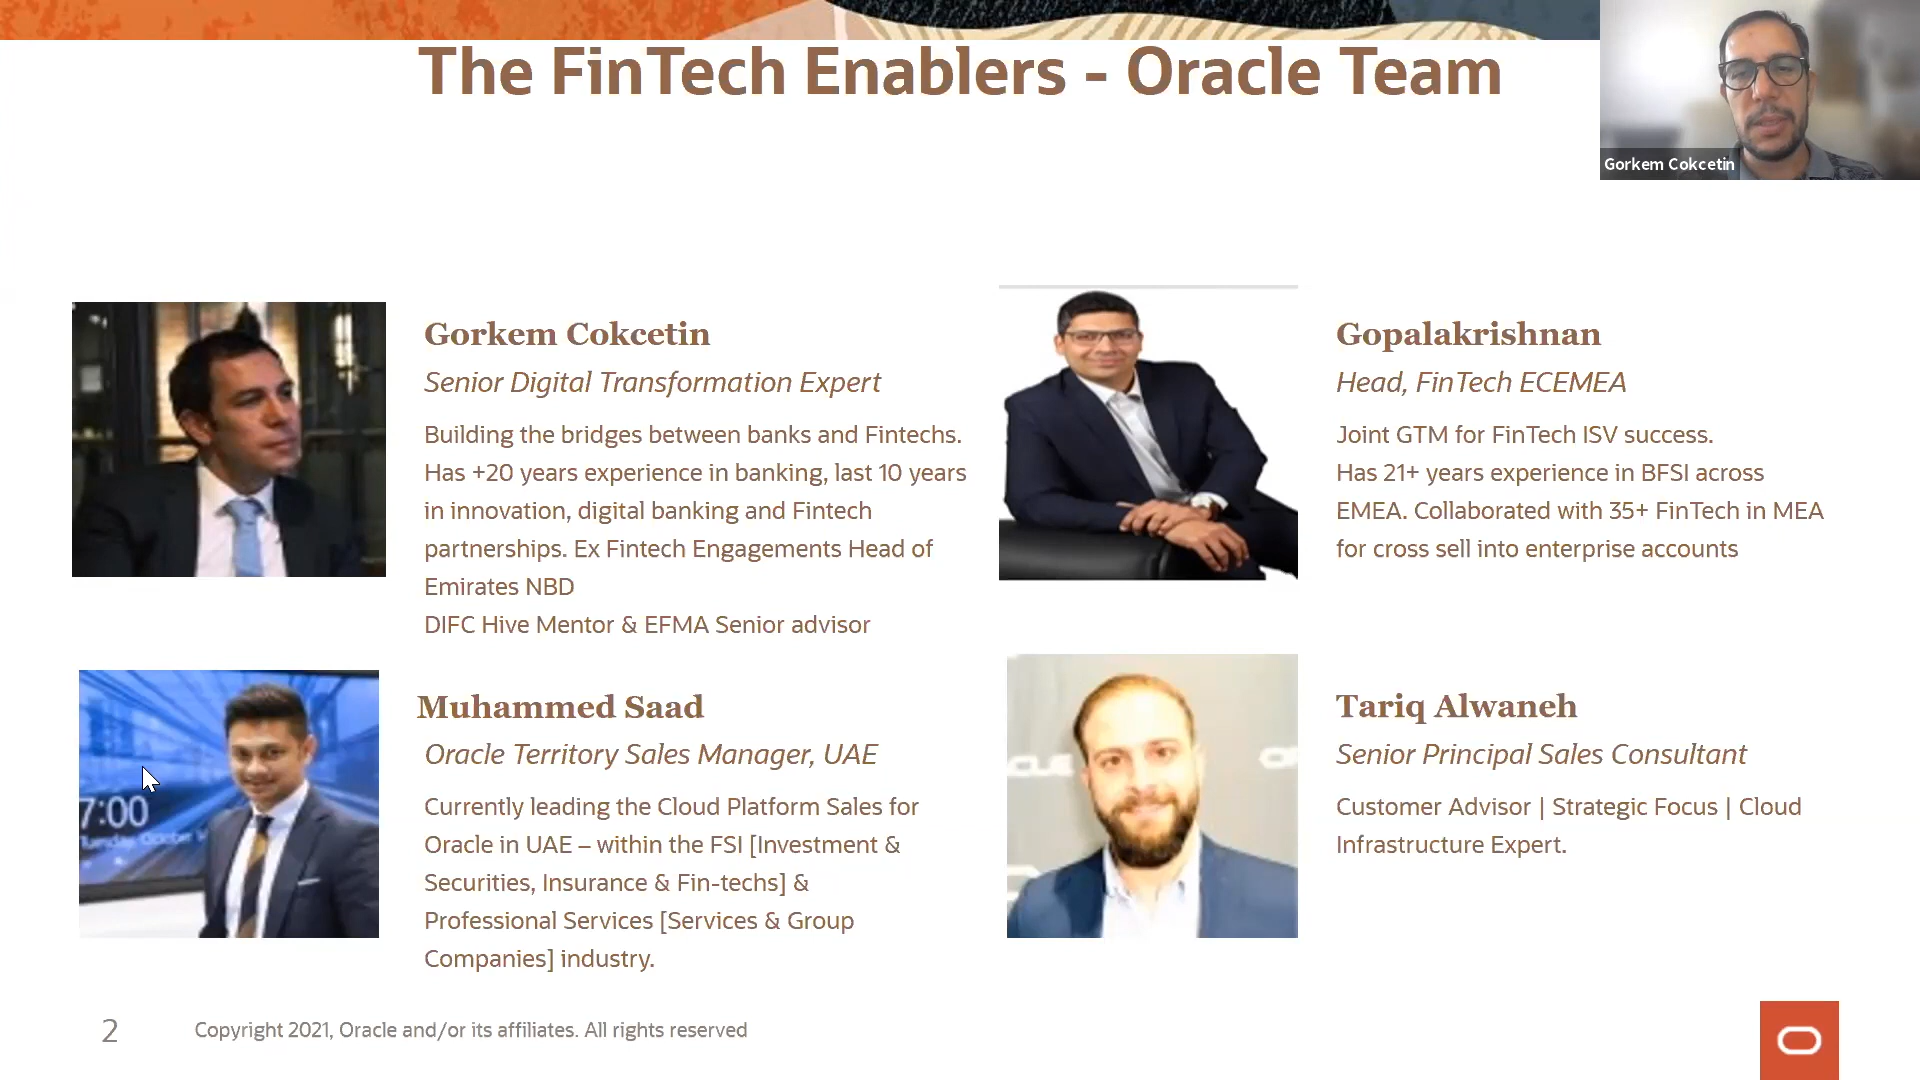 The FinTech Enablers - Oracle Team
Gorkem Cokcetin
Gorkem Cokcetin
Senior Digital Transformation Expert
Building the bridges between banks and Fintechs.
Has +20 years experience in banking, last 10 years
in innovation, digital banking and Fintech
partnerships. Ex Fintech Engagements Head of
Emirates NBD
DIFC Hive Mentor & EFMA Senior advisor
Gopalakrishnan
Head, FinTech ECEMEA
Joint GTM for FinTech ISV success.
Has 21+ years experience in BFSI across
EMEA. Collaborated with 35+ FinTech in MEA
for cross sell into enterprise accounts
7:00
Muhammed Saad
Oracle Territory Sales Manager, UAE
Currently leading the Cloud Platform Sales for
Oracle in UAE – within the FSI [Investment &
Securities, Insurance & Fin-techs] &
Professional Services [Services & Group
Companies] industry.
Tariq Alwaneh
Senior Principal Sales Consultant
Customer Advisor | Strategic Focus | Cloud
Infrastructure Expert.
2
Copyright 2021, Oracle and/or its affiliates. All rights reserved